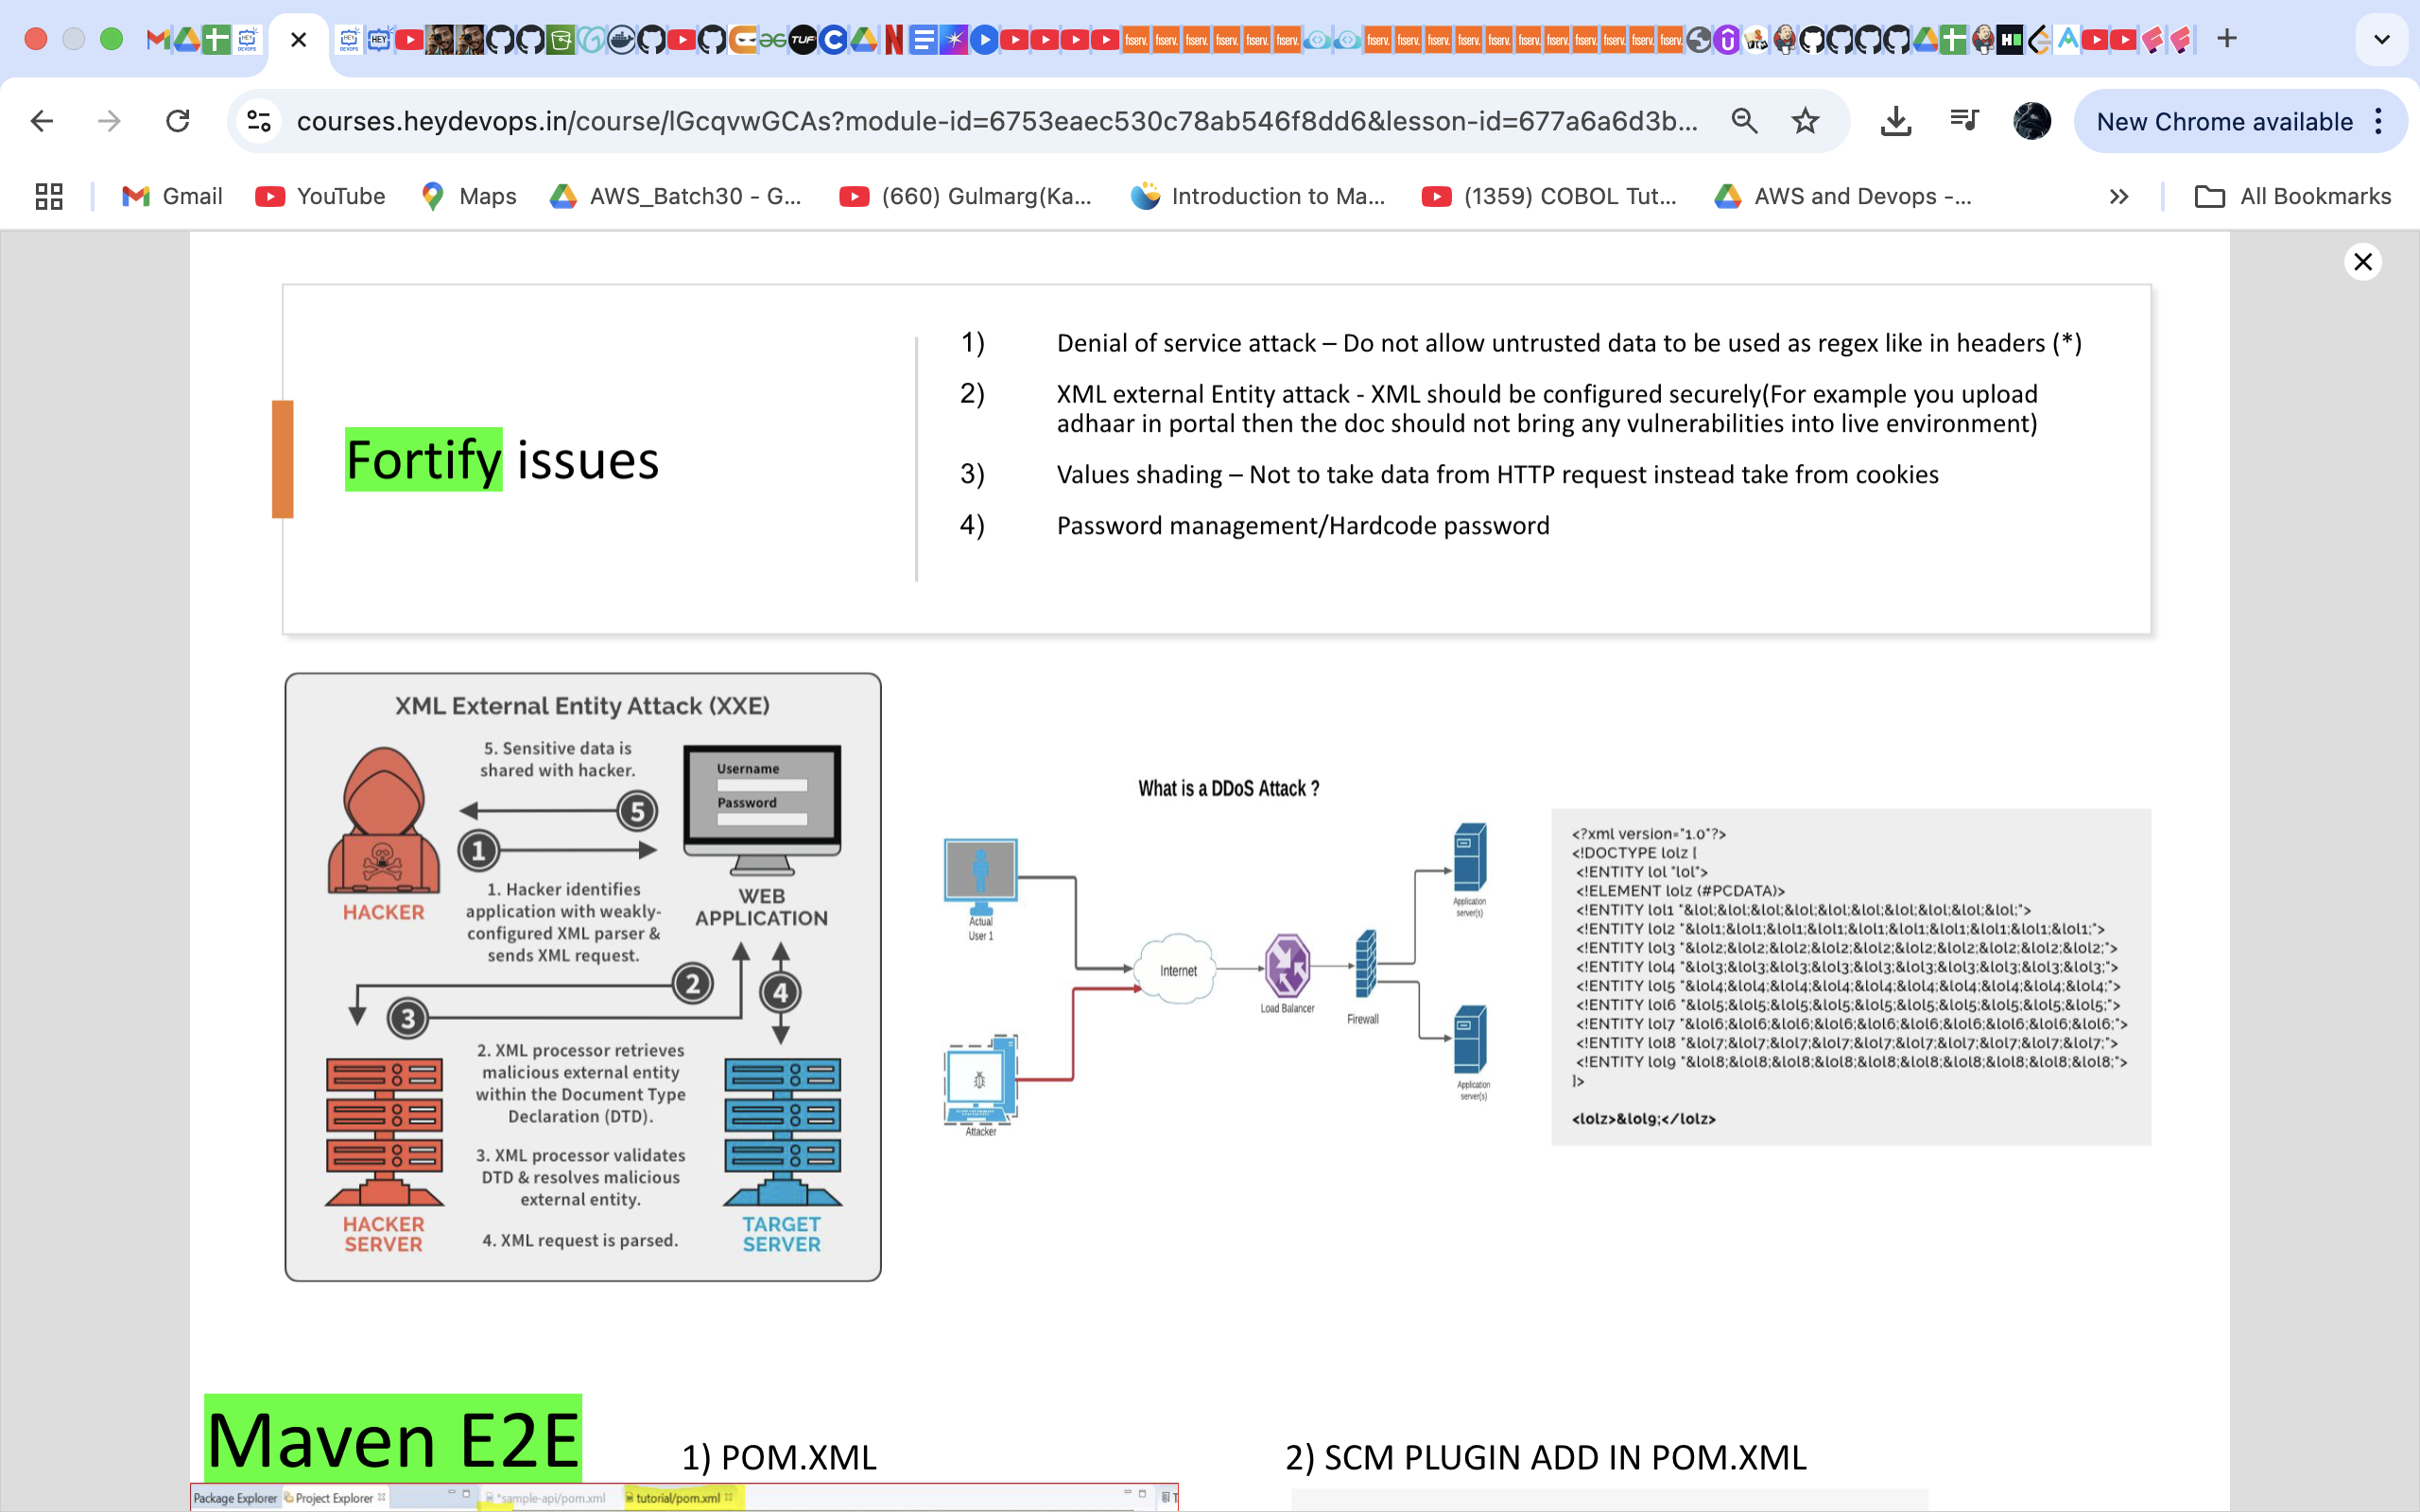 courses.heydevops.in/course/lGcqvwGCAs?module-id=6753eaec530c78ab546f8dd6&lesson-id=677a6a6d3b...
New Chrome available
Gmail
YouTube
Maps
AWS_Batch30 - G...
(660) Gulmarg(Ka...
Introduction to Ma...
(1359) COBOL Tut...
AWS and Devops -...
All Bookmarks
Fortify issues
1) Denial of service attack – Do not allow untrusted data to be used as regex like in headers (*)
2) XML external Entity attack - XML should be configured securely(For example you upload
adhaar in portal then the doc should not bring any vulnerabilities into live environment)
3) Values shading – Not to take data from HTTP request instead take from cookies
4) Password management/Hardcode password
XML External Entity Attack (XXE)
5. Sensitive data is
shared with hacker.
Username
Password
5
1
HACKER
1. Hacker identifies
application with weakly-
configured XML parser &
sends XML request.
WEB
APPLICATION
2
4
3
2. XML processor retrieves
malicious external entity
within the Document Type
Declaration (DTD).
3. XML processor validates
DTD & resolves malicious
external entity.
4. XML request is parsed.
HACKER
SERVER
TARGET
SERVER
What is a DDoS Attack ?
Actual
User 1
Internet
Load Balancer
Firewall
Application
server(s)
Application
server(s)
Attacker
<?xml version="1.0"?>
<!DOCTYPE lolz [
<!ENTITY lol "lol">
<!ELEMENT lolz (#PCDATA)>
<!ENTITY lol1 "&lol;&lol;&lol;&lol;&lol;&lol;&lol;&lol;&lol;&lol;">
<!ENTITY lol2 "&lol1;&lol1;&lol1;&lol1;&lol1;&lol1;&lol1;&lol1;&lol1;&lol1;">
<!ENTITY lol3 "&lol2;&lol2;&lol2;&lol2;&lol2;&lol2;&lol2;&lol2;&lol2;&lol2;">
<!ENTITY lol4 "&lol3;&lol3;&lol3;&lol3;&lol3;&lol3;&lol3;&lol3;&lol3;&lol3;">
<!ENTITY lol5 "&lol4;&lol4;&lol4;&lol4;&lol4;&lol4;&lol4;&lol4;&lol4;&lol4;">
<!ENTITY lol6 "&lol5;&lol5;&lol5;&lol5;&lol5;&lol5;&lol5;&lol5;&lol5;&lol5;">
<!ENTITY lol7 "&lol6;&lol6;&lol6;&lol6;&lol6;&lol6;&lol6;&lol6;&lol6;&lol6;">
<!ENTITY lol8 "&lol7;&lol7;&lol7;&lol7;&lol7;&lol7;&lol7;&lol7;&lol7;&lol7;">
<!ENTITY lol9 "&lol8;&lol8;&lol8;&lol8;&lol8;&lol8;&lol8;&lol8;&lol8;&lol8;">
]>
<lolz>&lol9;</lolz>
Maven E2E
1) POM.XML
2) SCM PLUGIN ADD IN POM.XML
Package Explorer
Project Explorer
*sample-api/pom.xml
tutorial/pom.xml